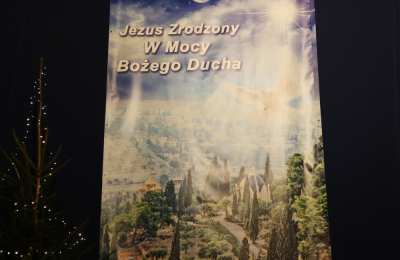 Jezus Zrodzony
W Mocy
Bożego Ducha